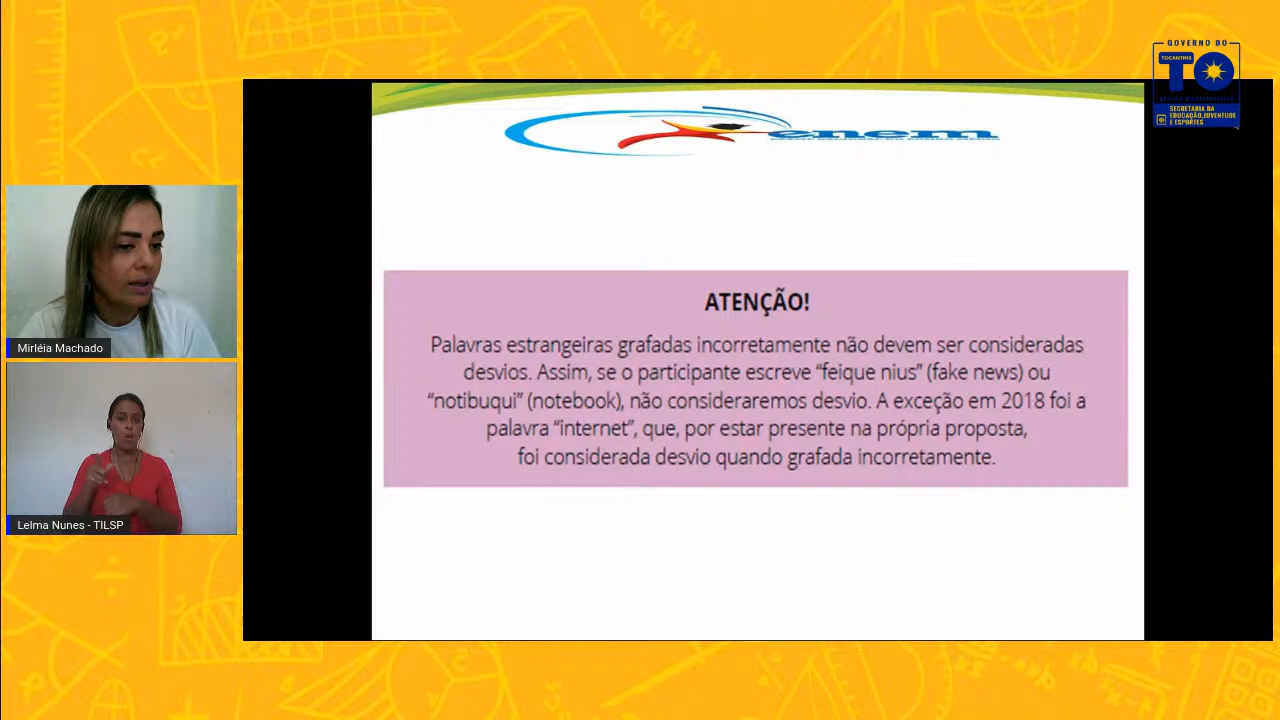 GOVERNO DO
TOCANTINS
TO
SECRETARIA DA
EDUCAÇÃO, JUVENTUDE
E ESPORTES
enem
ATENÇÃO!
Palavras estrangeiras grafadas incorretamente não devem ser consideradas
desvios. Assim, se o participante escreve “feique nius” (fake news) ou
“notibuqui” (notebook), não consideraremos desvio. A exceção em 2018 foi a
palavra “internet”, que, por estar presente na própria proposta,
foi considerada desvio quando grafada incorretamente.
Mirléia Machado
Lelma Nunes - TILSP